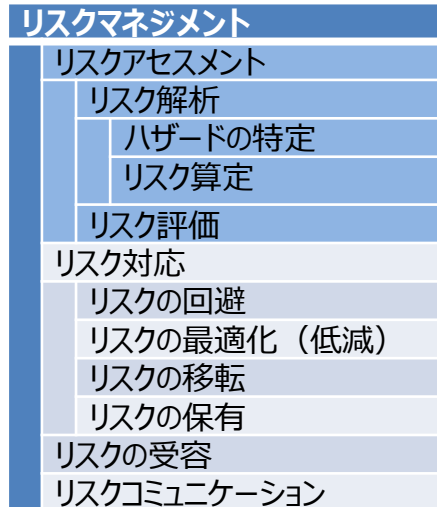 リスクマネジメント
リスクアセスメント
リスク解析
ハザードの特定
リスク算定
リスク評価
リスク対応
リスクの回避
リスクの最適化（低減）
リスクの移転
リスクの保有
リスクの受容
リスクコミュニケーション